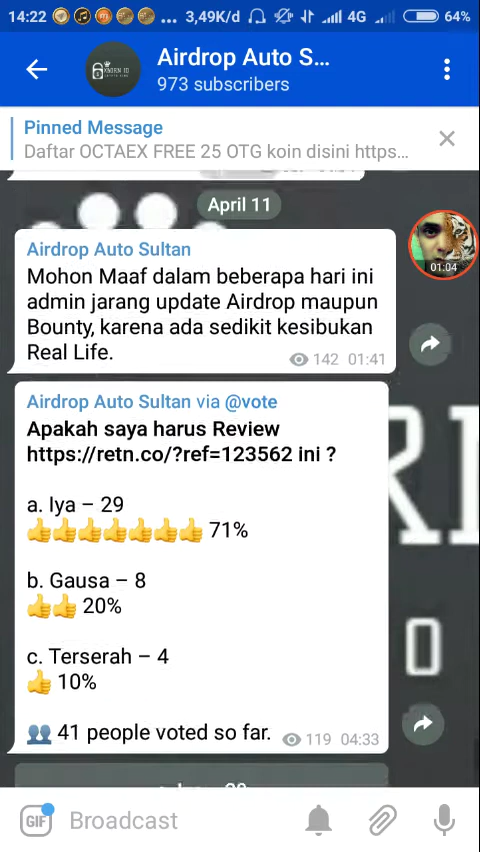 14:22 ... 3,49K/d 4G 64%
Airdrop Auto S...
973 subscribers
Pinned Message
Daftar OCTAEX FREE 25 OTG koin disini https...
April 11
Airdrop Auto Sultan
Mohon Maaf dalam beberapa hari ini
admin jarang update Airdrop maupun
Bounty, karena ada sedikit kesibukan
Real Life.
142 01:41
01:04
Airdrop Auto Sultan via @vote
Apakah saya harus Review
https://retn.co/?ref=123562 ini ?
a. Iya – 29
👍👍👍👍👍👍👍 71%
b. Gausa – 8
👍👍 20%
c. Terserah – 4
👍 10%
👥 41 people voted so far.
119 04:33
GIF Broadcast